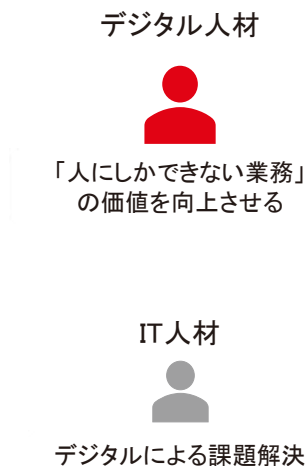 デジタル人材
「人にしかできない業務」
の価値を向上させる
IT人材
デジタルによる課題解決